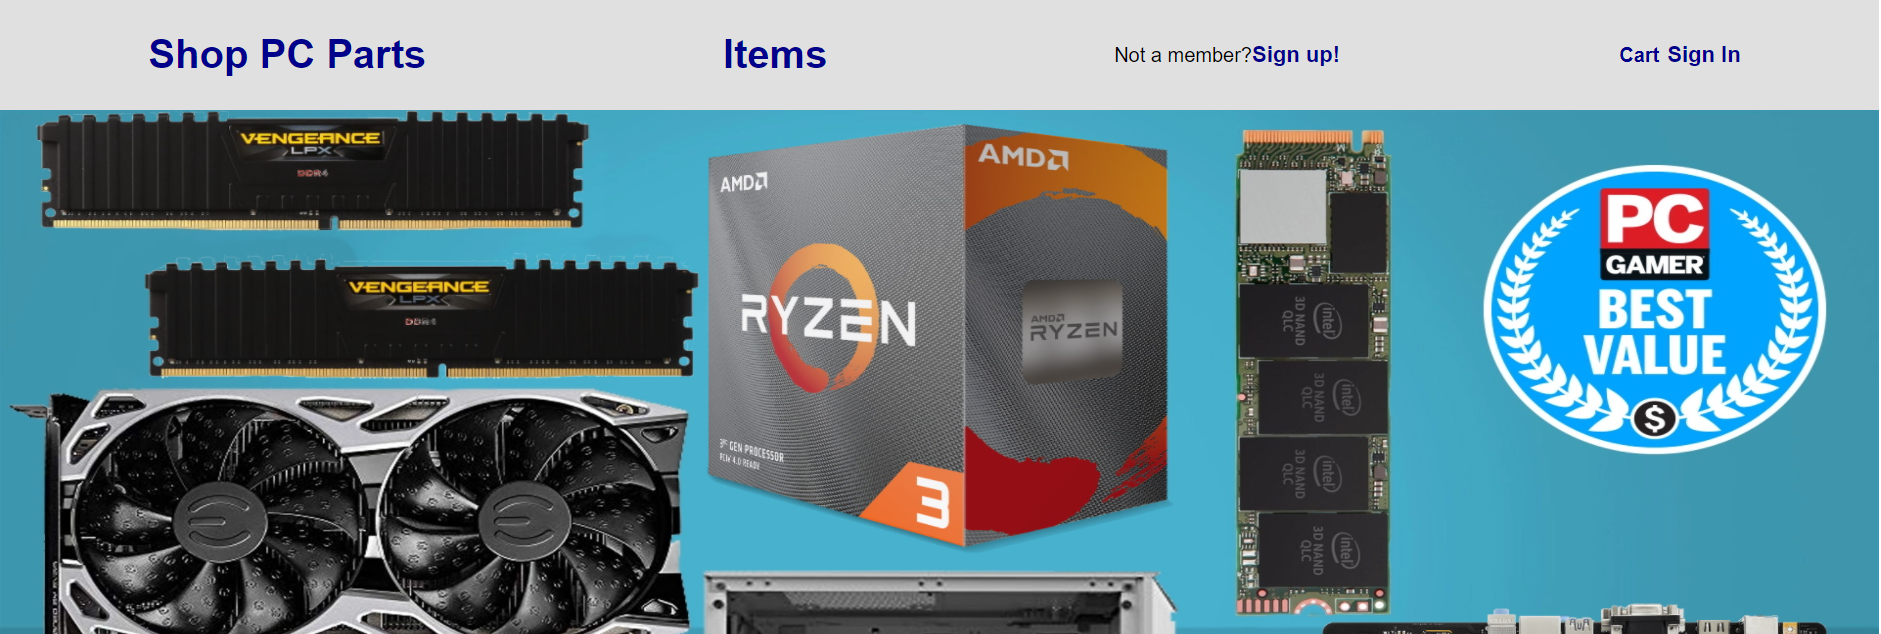 Shop PC Parts
Items
Not a member?Sign up!
Cart Sign In
VENGEANCE
LPX
DDR4
VENGEANCE
LPX
DDR4
AMD
RYZEN
3rd GEN PROCESSOR
PCIe 4.0 READY
3
AMD
AMD
RYZEN
intel
3D NAND
QLC
intel
3D NAND
QLC
intel
3D NAND
QLC
intel
3D NAND
QLC
PC
GAMER
BEST
VALUE
$